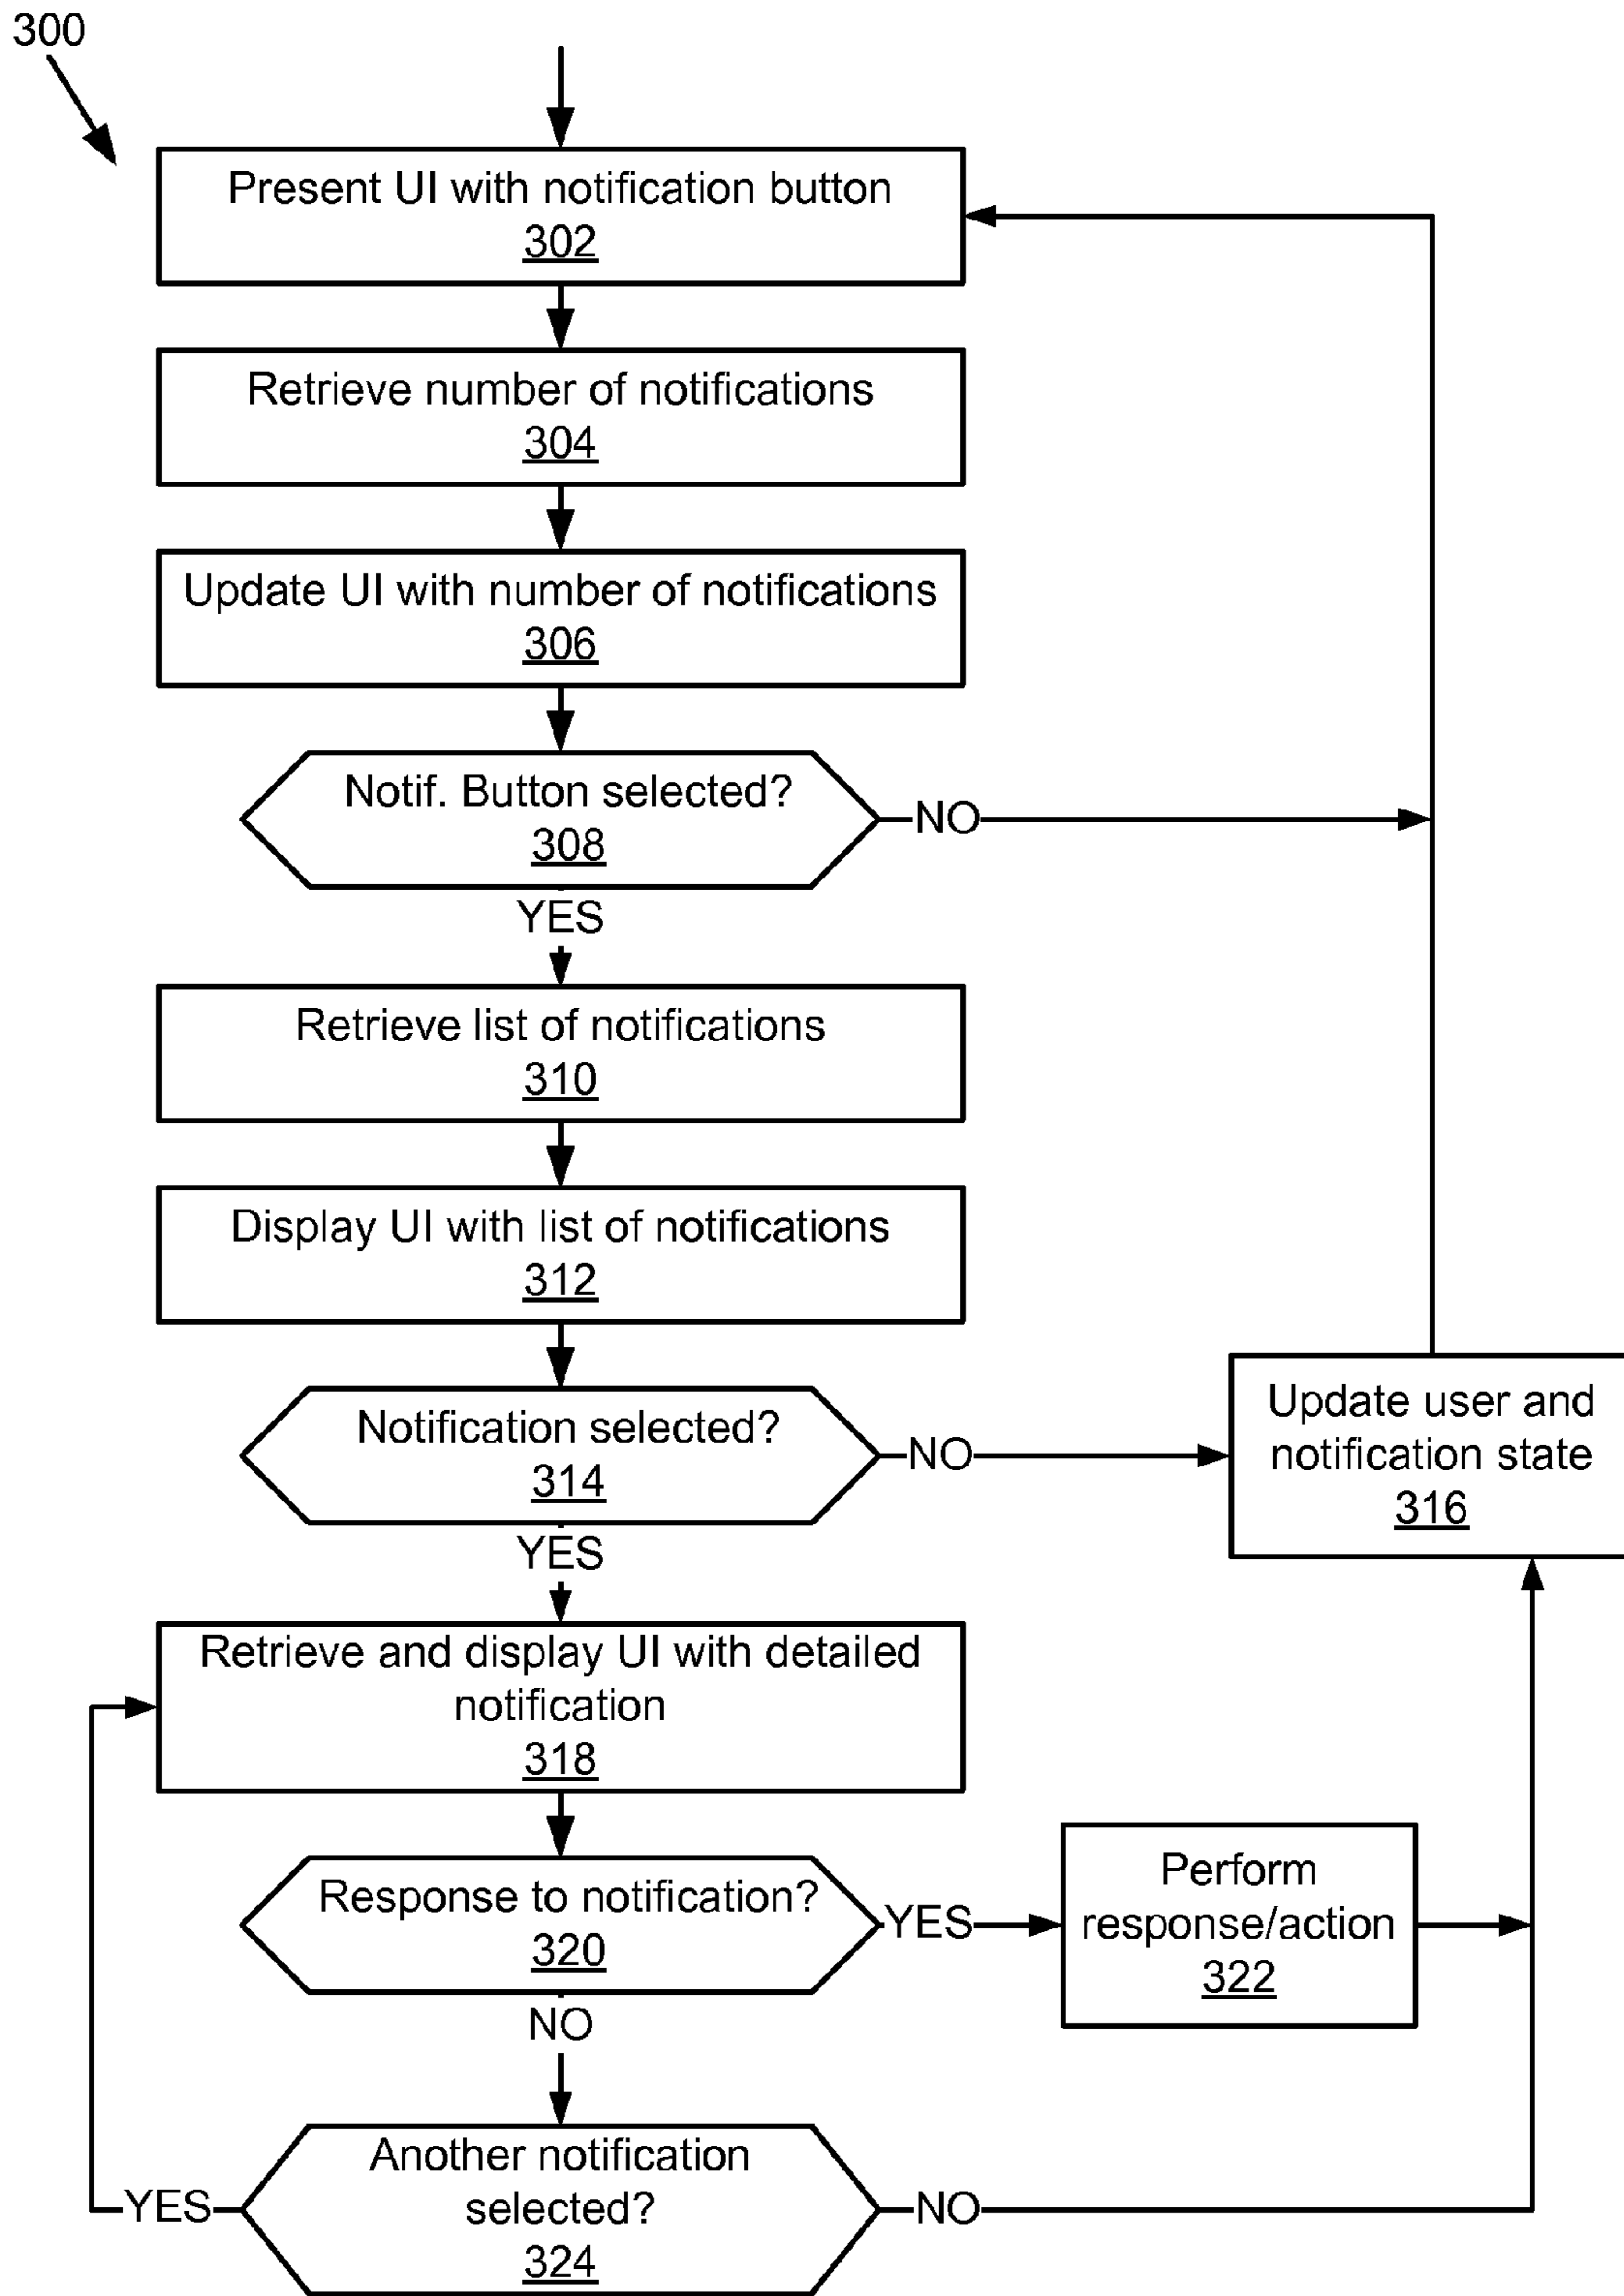 300
Present UI with notification button
302
Retrieve number of notifications
304
Update UI with number of notifications
306
Notif. Button selected?
308
NO
YES
Retrieve list of notifications
310
Display UI with list of notifications
312
Notification selected?
314
NO
Update user and
notification state
316
YES
Retrieve and display UI with detailed
notification
318
Response to notification?
320
YES
Perform
response/action
322
NO
Another notification
selected?
324
YES
NO